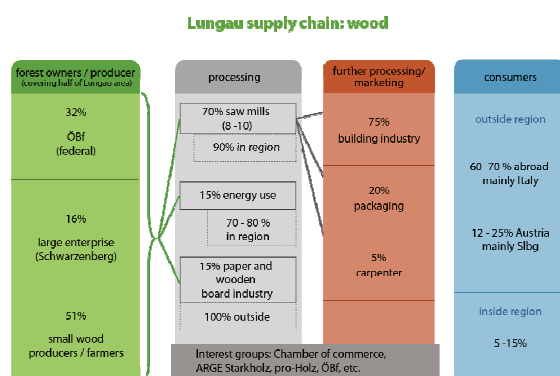 Lungau supply chain: wood
forest owners / producer
(covering half of Lungau area)
32%
ÖBf
(federal)
16%
large enterprise
(Schwarzenberg)
51%
small wood
producers / farmers
processing
70% saw mills
(8 -10)
90% in region
15% energy use
70 - 80 %
in region
15% paper and
wooden
board industry
100% outside
further processing/
marketing
75%
building industry
20%
packaging
5%
carpenter
consumers
outside region
60- 70 % abroad
mainly Italy
12 - 25% Austria
mainly Slbg
inside region
5 -15%
Interest groups: Chamber of commerce,
ARGE Starkholz, pro-Holz, ÖBf, etc.